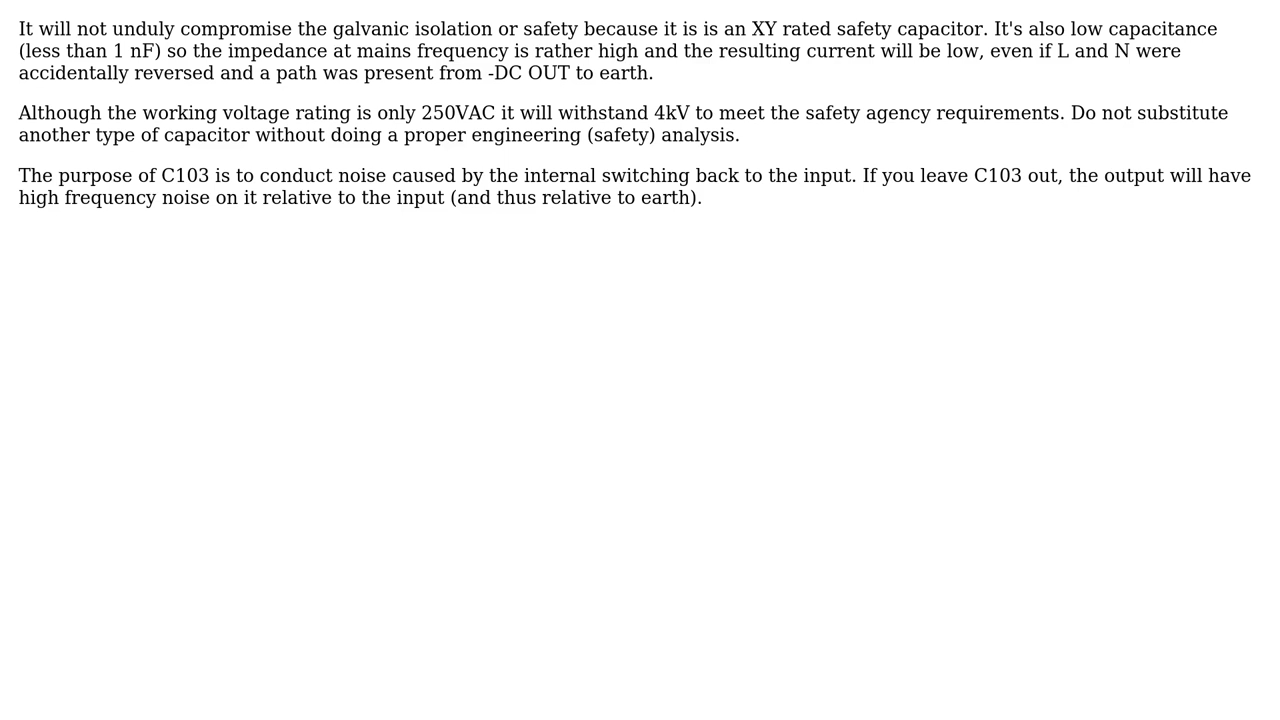 It will not unduly compromise the galvanic isolation or safety because it is is an XY rated safety capacitor. It's also low capacitance
(less than 1 nF) so the impedance at mains frequency is rather high and the resulting current will be low, even if L and N were
accidentally reversed and a path was present from -DC OUT to earth.
Although the working voltage rating is only 250VAC it will withstand 4kV to meet the safety agency requirements. Do not substitute
another type of capacitor without doing a proper engineering (safety) analysis.
The purpose of C103 is to conduct noise caused by the internal switching back to the input. If you leave C103 out, the output will have
high frequency noise on it relative to the input (and thus relative to earth).